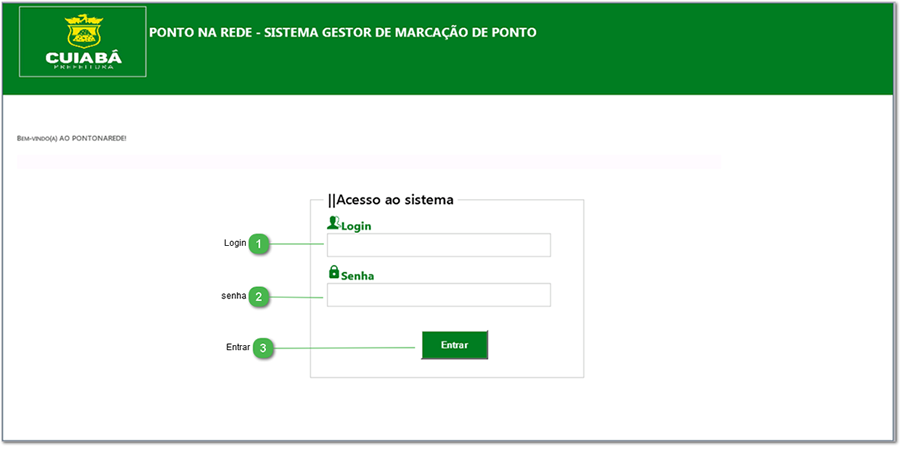 CUIABÁ
PREFEITURA
PONTO NA REDE - SISTEMA GESTOR DE MARCAÇÃO DE PONTO
BEM-VINDO(A) AO PONTONAREDE!
||Acesso ao sistema
Login
Login 1
Senha
senha 2
Entrar 3
Entrar